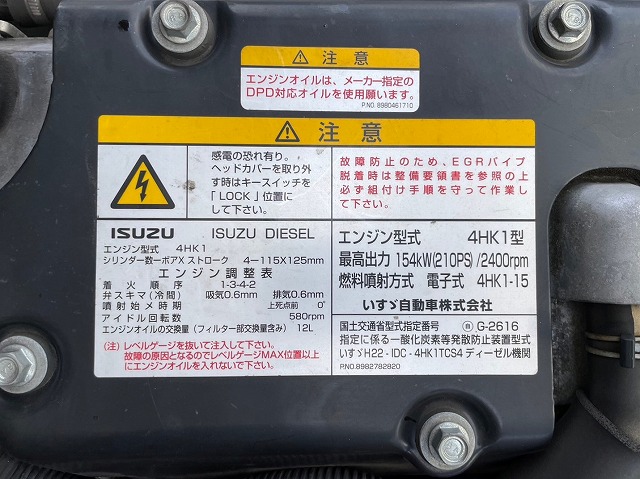 注意
エンジンオイルは、メーカー指定の
DPD対応オイルを使用願います。
P.NO. 8980461710
注意
感電の恐れ有り。
ヘッドカバーを取り外
す時はキースイッチを
「LOCK」位置に
して下さい。
故障防止のため、EGRパイプ
脱着時は整備要領書を参照の上
必ず組付け手順を守って作業し
て下さい。
ISUZU ISUZU DIESEL
エンジン型式 4HK1
シリンダー数ーボアXストローク 4ー115X125mm
エンジン調整表
着火順序 1-3-4-2
弁スキマ(冷間) 吸気0.6mm 排気0.6mm
噴射始メ時期 上死点前 0°
アイドル回転数 580rpm
エンジンオイルの交換量(フィルター部交換量含み) 12L
(注)レベルゲージを抜いて注入して下さい。
故障の原因となるのでレベルゲージMAX位置以上
にエンジンオイルを入れないで下さい。
エンジン型式 4HK1型
最高出力 154kW(210PS)/2400rpm
燃料噴射方式 電子式 4HK1-15
いすゞ自動車株式会社
国土交通省型式指定番号 G-2616
指定に係る一酸化炭素等発散防止装置型式
いすゞH22-IDC-4HK1TCS4ディーゼル機関
P.NO.8982782820